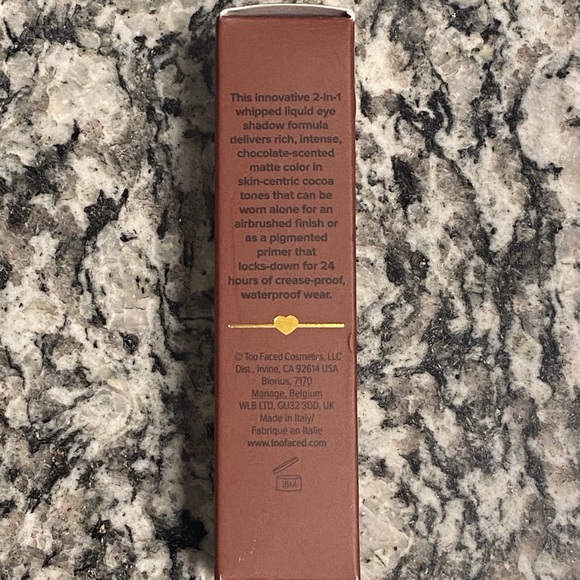 This innovative 2-in-1
whipped liquid eye
shadow formula
delivers rich, intense,
chocolate-scented
matte color in
skin-centric cocoa
tones that can be
worn alone for an
airbrushed finish or
as a pigmented
primer that
locks-down for 24
hours of crease-proof,
waterproof wear.
© Too Faced Cosmetics, LLC
Dist., Irvine, CA 92614 USA
Biorius, 7170
Manage, Belgium
WLB LTD, GU32 3DD, UK
Made in Italy/
Fabriqué en Italie
www.toofaced.com
18M